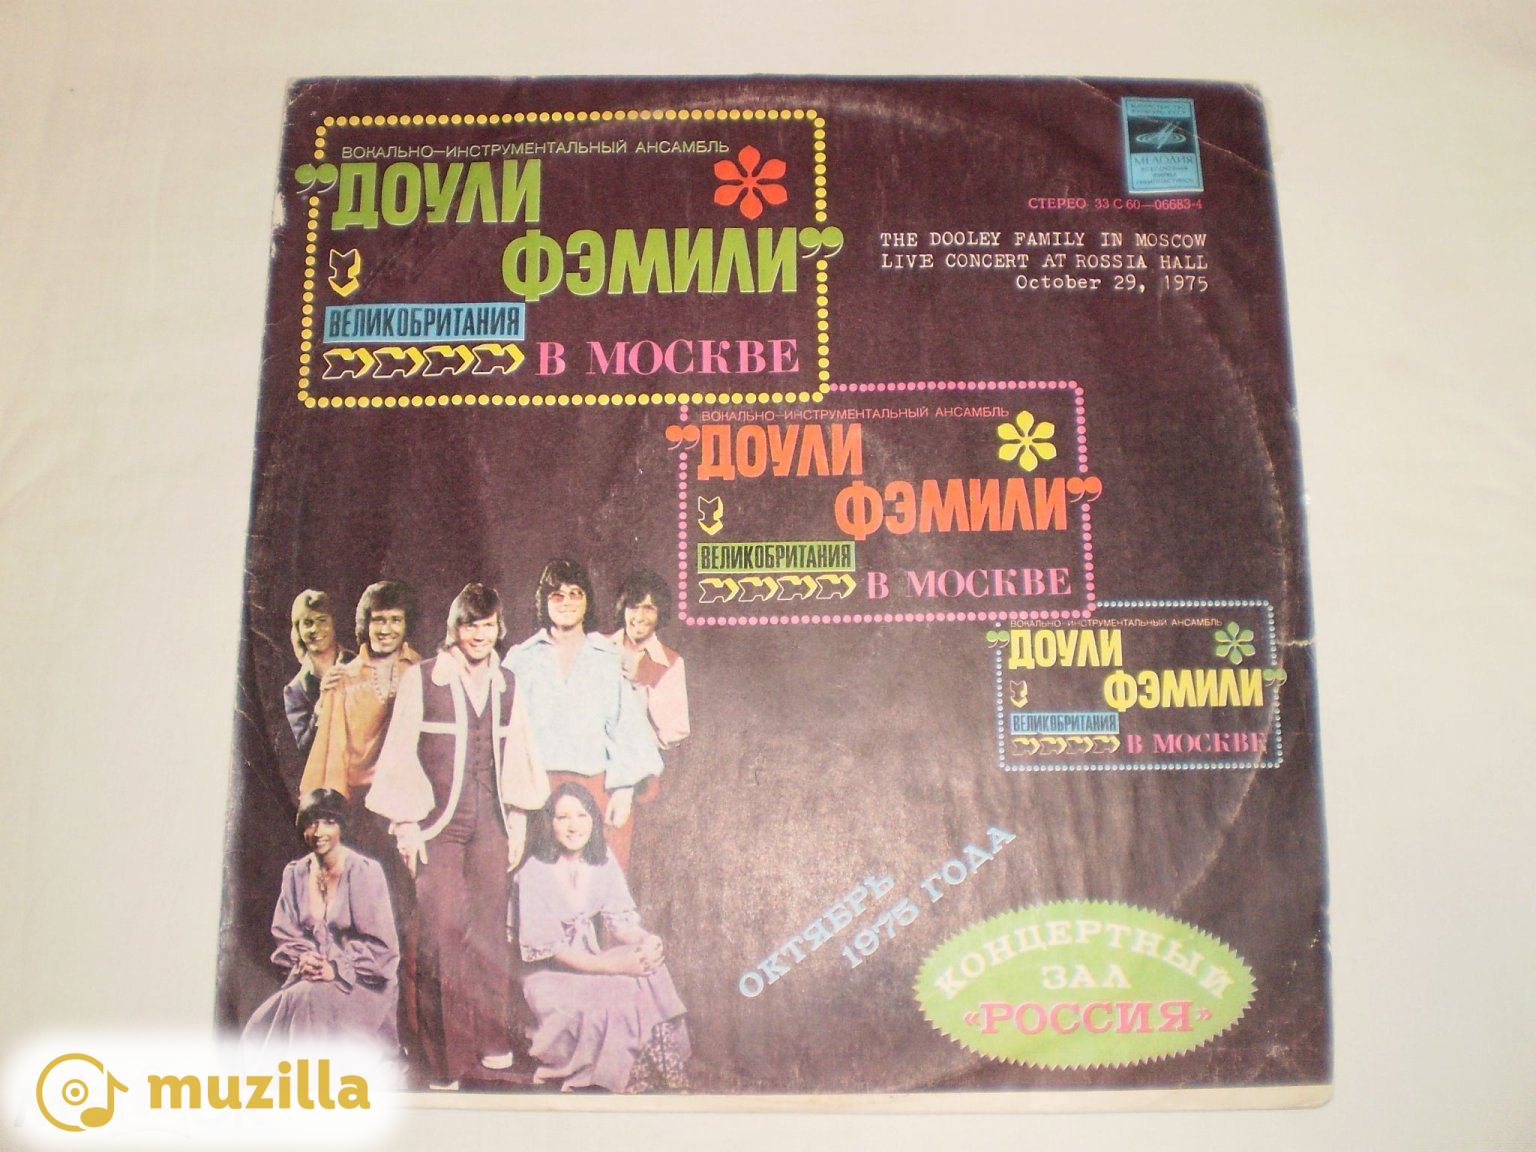 ВОКАЛЬНО–ИНСТРУМЕНТАЛЬНЫЙ АНСАМБЛЬ
”ДОУЛИ
ФЭМИЛИ”
ВЕЛИКОБРИТАНИЯ
В МОСКВЕ
МЕЛОДИЯ
СТЕРЕО 33 С 60—06683-4
THE DOOLEY FAMILY IN MOSCOW
LIVE CONCERT AT ROSSIA HALL
October 29, 1975
ВОКАЛЬНО–ИНСТРУМЕНТАЛЬНЫЙ АНСАМБЛЬ
”ДОУЛИ
ФЭМИЛИ”
ВЕЛИКОБРИТАНИЯ
В МОСКВЕ
ВОКАЛЬНО–ИНСТРУМЕНТАЛЬНЫЙ АНСАМБЛЬ
”ДОУЛИ
ФЭМИЛИ”
ВЕЛИКОБРИТАНИЯ
В МОСКВЕ
ОКТЯБРЬ
1975 ГОДА
КОНЦЕРТНЫЙ
ЗАЛ
«РОССИЯ»
muzilla